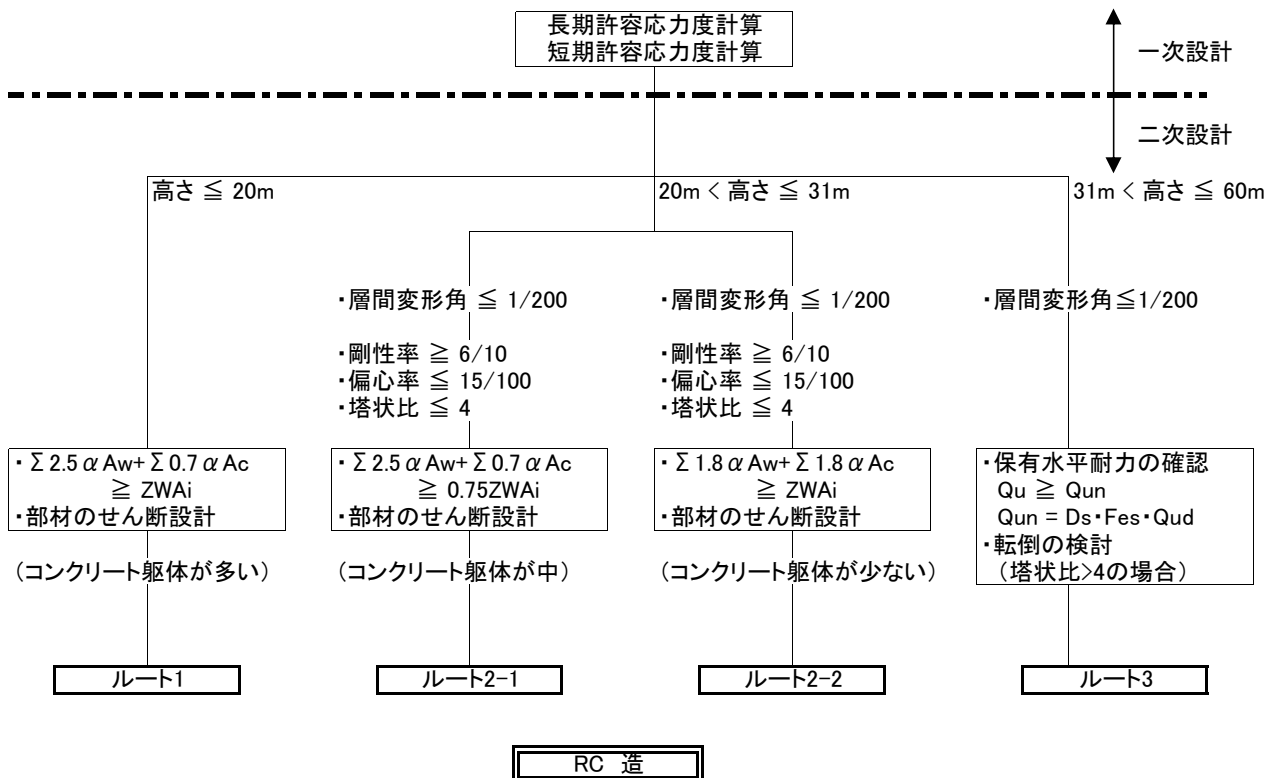 長期許容応力度計算
短期許容応力度計算
一次設計
二次設計
高さ ≦ 20m
20m < 高さ ≦ 31m
31m < 高さ ≦ 60m
・層間変形角 ≦ 1/200
・剛性率 ≧ 6/10
・偏心率 ≦ 15/100
・塔状比 ≦ 4
・層間変形角 ≦ 1/200
・剛性率 ≧ 6/10
・偏心率 ≦ 15/100
・塔状比 ≦ 4
・層間変形角≦1/200
・Σ2.5αAw+Σ0.7αAc
≧ ZWAi
・部材のせん断設計
(コンクリート躯体が多い)
・Σ2.5αAw+Σ0.7αAc
≧ 0.75ZWAi
・部材のせん断設計
(コンクリート躯体が中)
・Σ1.8αAw+Σ1.8αAc
≧ ZWAi
・部材のせん断設計
(コンクリート躯体が少ない)
・保有水平耐力の確認
Qu ≧ Qun
Qun = Ds・Fes・Qud
・転倒の検討
(塔状比>4の場合)
ルート1
ルート2-1
ルート2-2
ルート3
RC 造